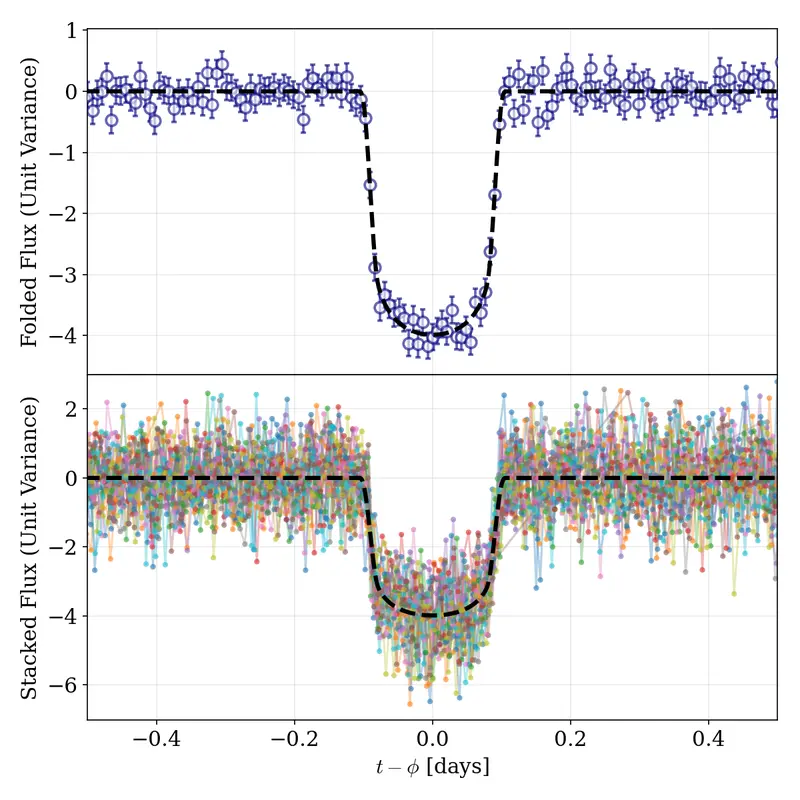 Folded Flux (Unit Variance)
1
0
−1
−2
−3
−4
Stacked Flux (Unit Variance)
2
0
−2
−4
−6
−0.4 −0.2 0.0 0.2 0.4
t − ϕ [days]